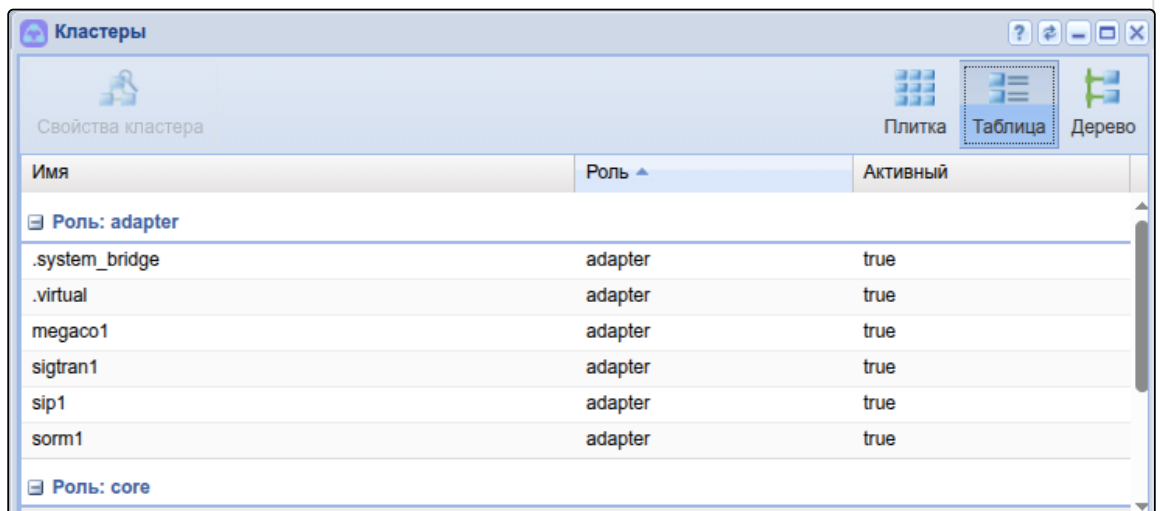 Кластеры
Свойства кластера
Плитка Таблица Дерево
Имя Роль Активный
Роль: adapter
.system_bridge adapter true
.virtual adapter true
megaco1 adapter true
sigtran1 adapter true
sip1 adapter true
sorm1 adapter true
Роль: core